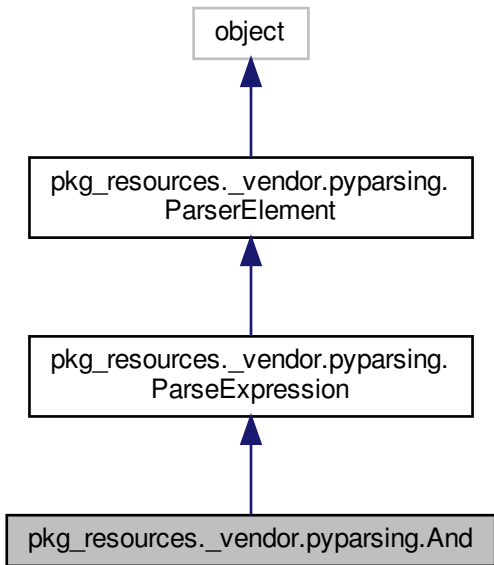 object
pkg_resources._vendor.pyparsing.
ParserElement
pkg_resources._vendor.pyparsing.
ParseExpression
pkg_resources._vendor.pyparsing.And